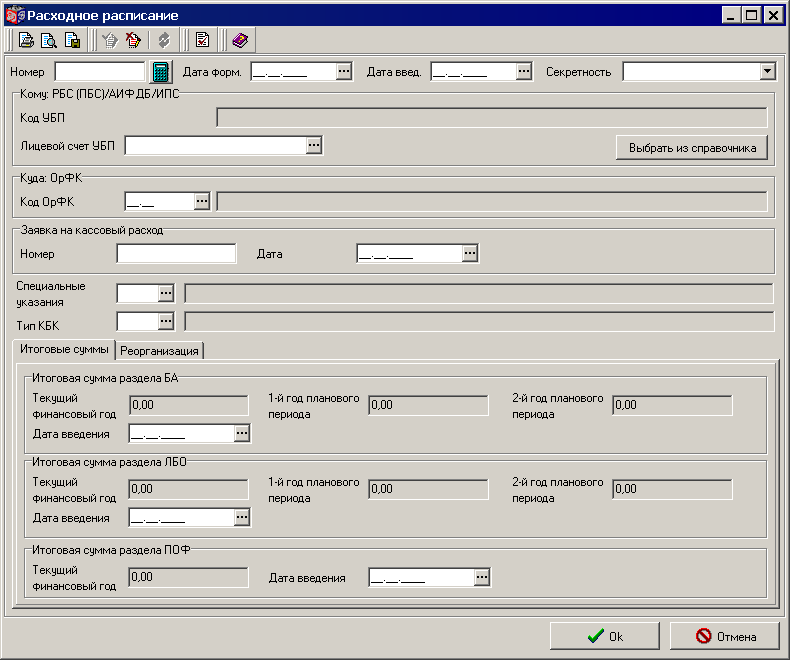 Расходное расписание
Номер Дата форм. __.__.____ Дата введ. __.__.____ Секретность
Кому: РБС (ПБС)/АИФДБ/ИПС
Код УБП
Лицевой счет УБП Выбрать из справочника
Куда: ОрФК
Код ОрФК __.__
Заявка на кассовый расход
Номер Дата __.__.____
Специальные
указания
Тип КБК
Итоговые суммы Реорганизация
Итоговая сумма раздела БА
Текущий
финансовый год 0,00 1-й год планового
периода 0,00 2-й год планового
периода 0,00
Дата введения __.__.____
Итоговая сумма раздела ЛБО
Текущий
финансовый год 0,00 1-й год планового
периода 0,00 2-й год планового
периода 0,00
Дата введения __.__.____
Итоговая сумма раздела ПОФ
Текущий
финансовый год 0,00 Дата введения __.__.____
Ok Отмена